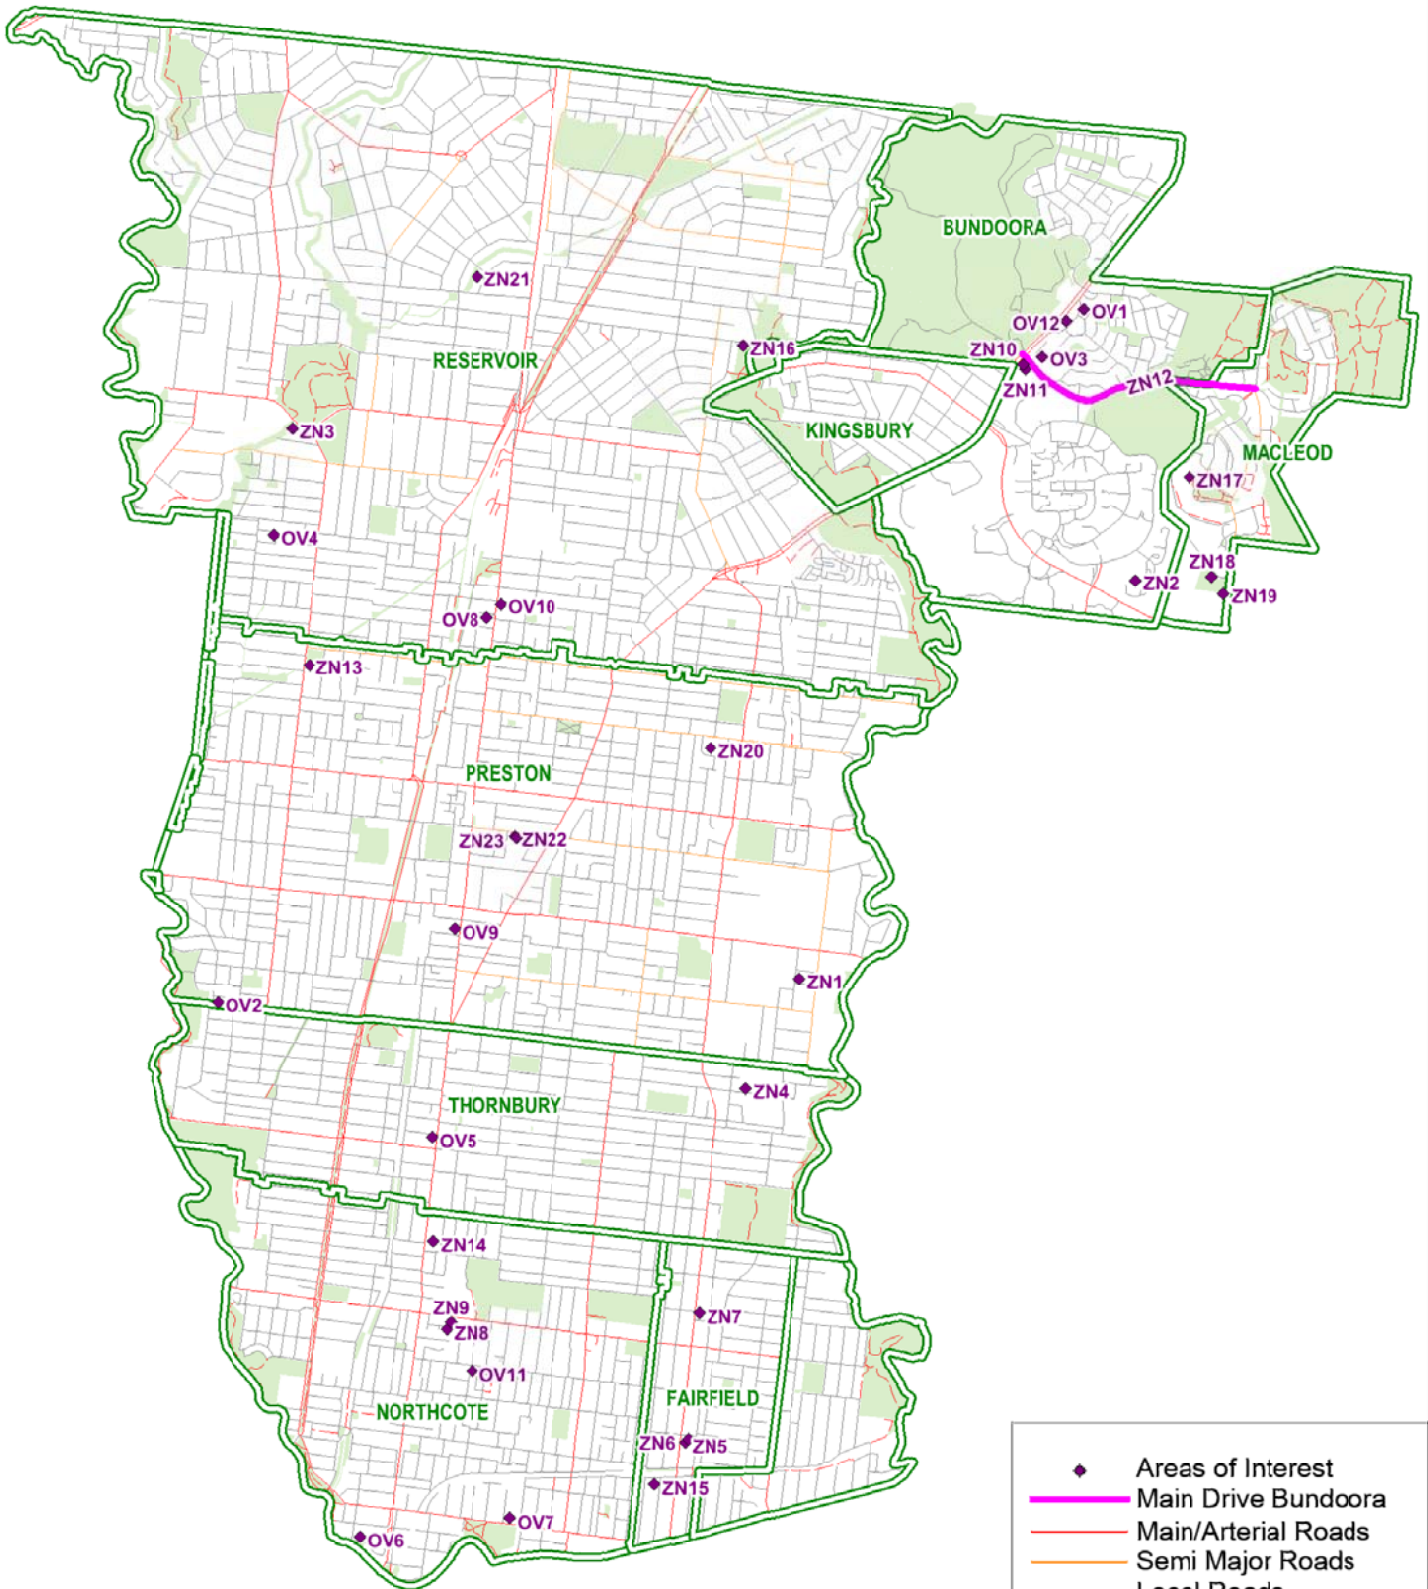 BUNDOORA
ZN21
OV1
OV12
ZN10
OV3
ZN16
RESERVOIR
ZN11
ZN12
KINGSBURY
ZN3
MACLEOD
ZN17
OV4
ZN18
ZN2
ZN19
OV10
OV8
ZN13
ZN20
PRESTON
ZN23
ZN22
OV9
ZN1
OV2
ZN4
THORNBURY
OV5
ZN14
ZN9
ZN7
ZN8
OV11
FAIRFIELD
NORTHCOTE
ZN6
ZN5
ZN15
OV7
OV6
Areas of Interest
Main Drive Bundoora
Main/Arterial Roads
Semi Major Roads
Local Roads